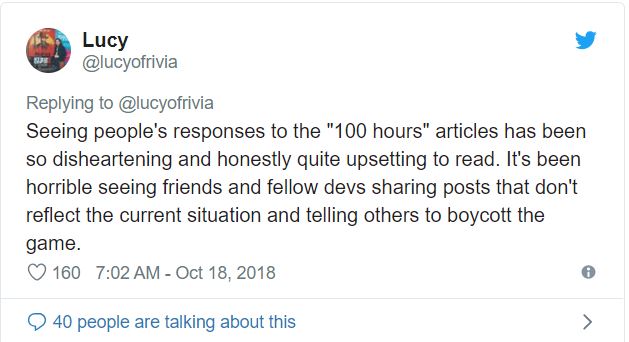 Lucy
@lucyofrivia
Replying to @lucyofrivia
Seeing people's responses to the "100 hours" articles has been
so disheartening and honestly quite upsetting to read. It's been
horrible seeing friends and fellow devs sharing posts that don't
reflect the current situation and telling others to boycott the
game.
160 7:02 AM - Oct 18, 2018
40 people are talking about this